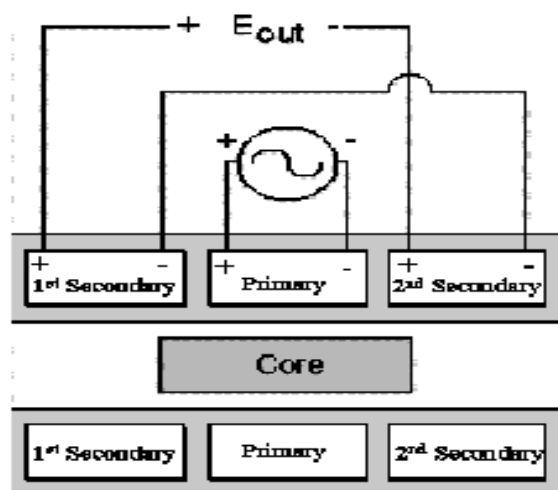 + Eout -
+ -
+ - + - + -
1st Secondary Primary 2nd Secondary
Core
1st Secondary Primary 2nd Secondary